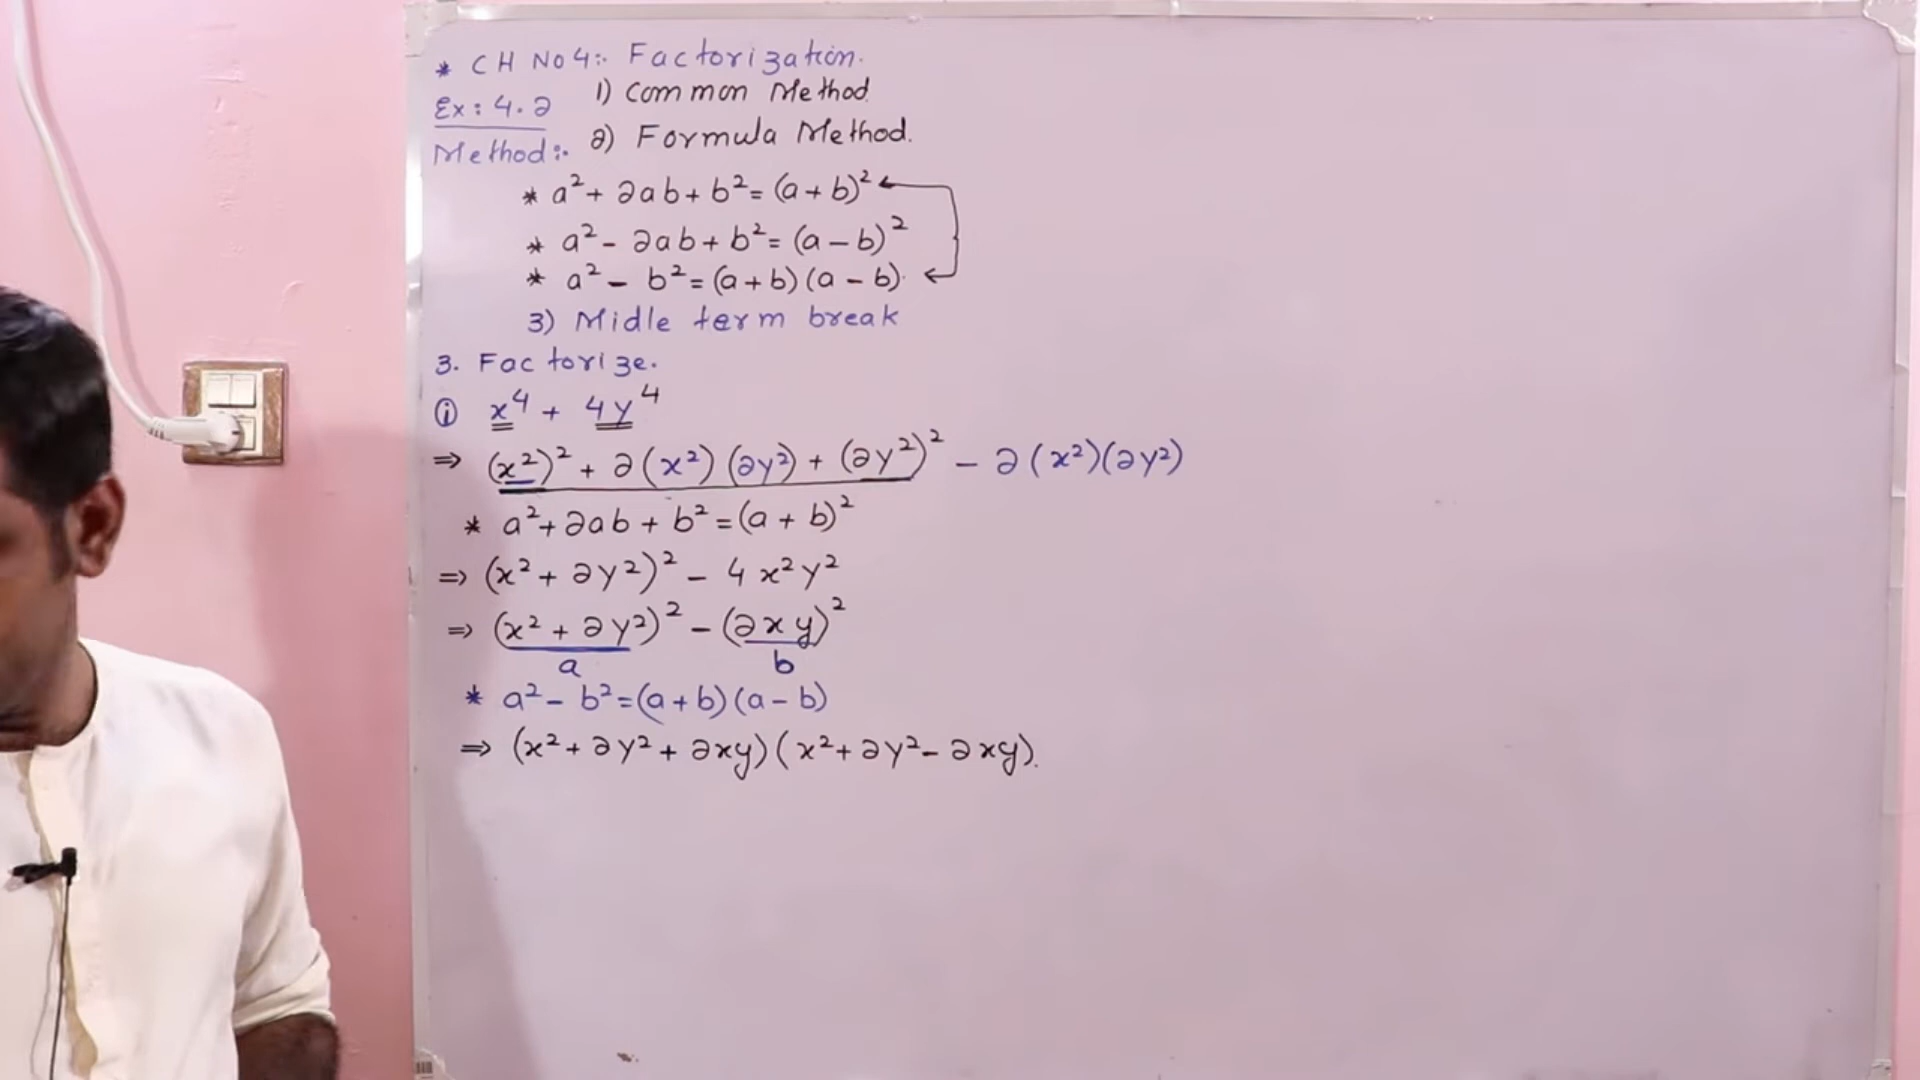 * CH No 4:- Factorization.
Ex: 4.2 1) Common Method
Method:- 2) Formula Method.
* a² + 2ab + b² = (a + b)²
* a² - 2ab + b² = (a - b)²
* a² - b² = (a + b) (a - b).
3) Midle term break
3. Factorize.
ⓘ x⁴ + 4y⁴
⇒ (x²)² + 2(x²)(2y²) + (2y²)² - 2(x²)(2y²)
* a² + 2ab + b² = (a + b)²
⇒ (x² + 2y²)² - 4x²y²
⇒ (x² + 2y²)² - (2xy)²
a b
* a² - b² = (a + b)(a - b)
⇒ (x² + 2y² + 2xy)(x² + 2y² - 2xy).